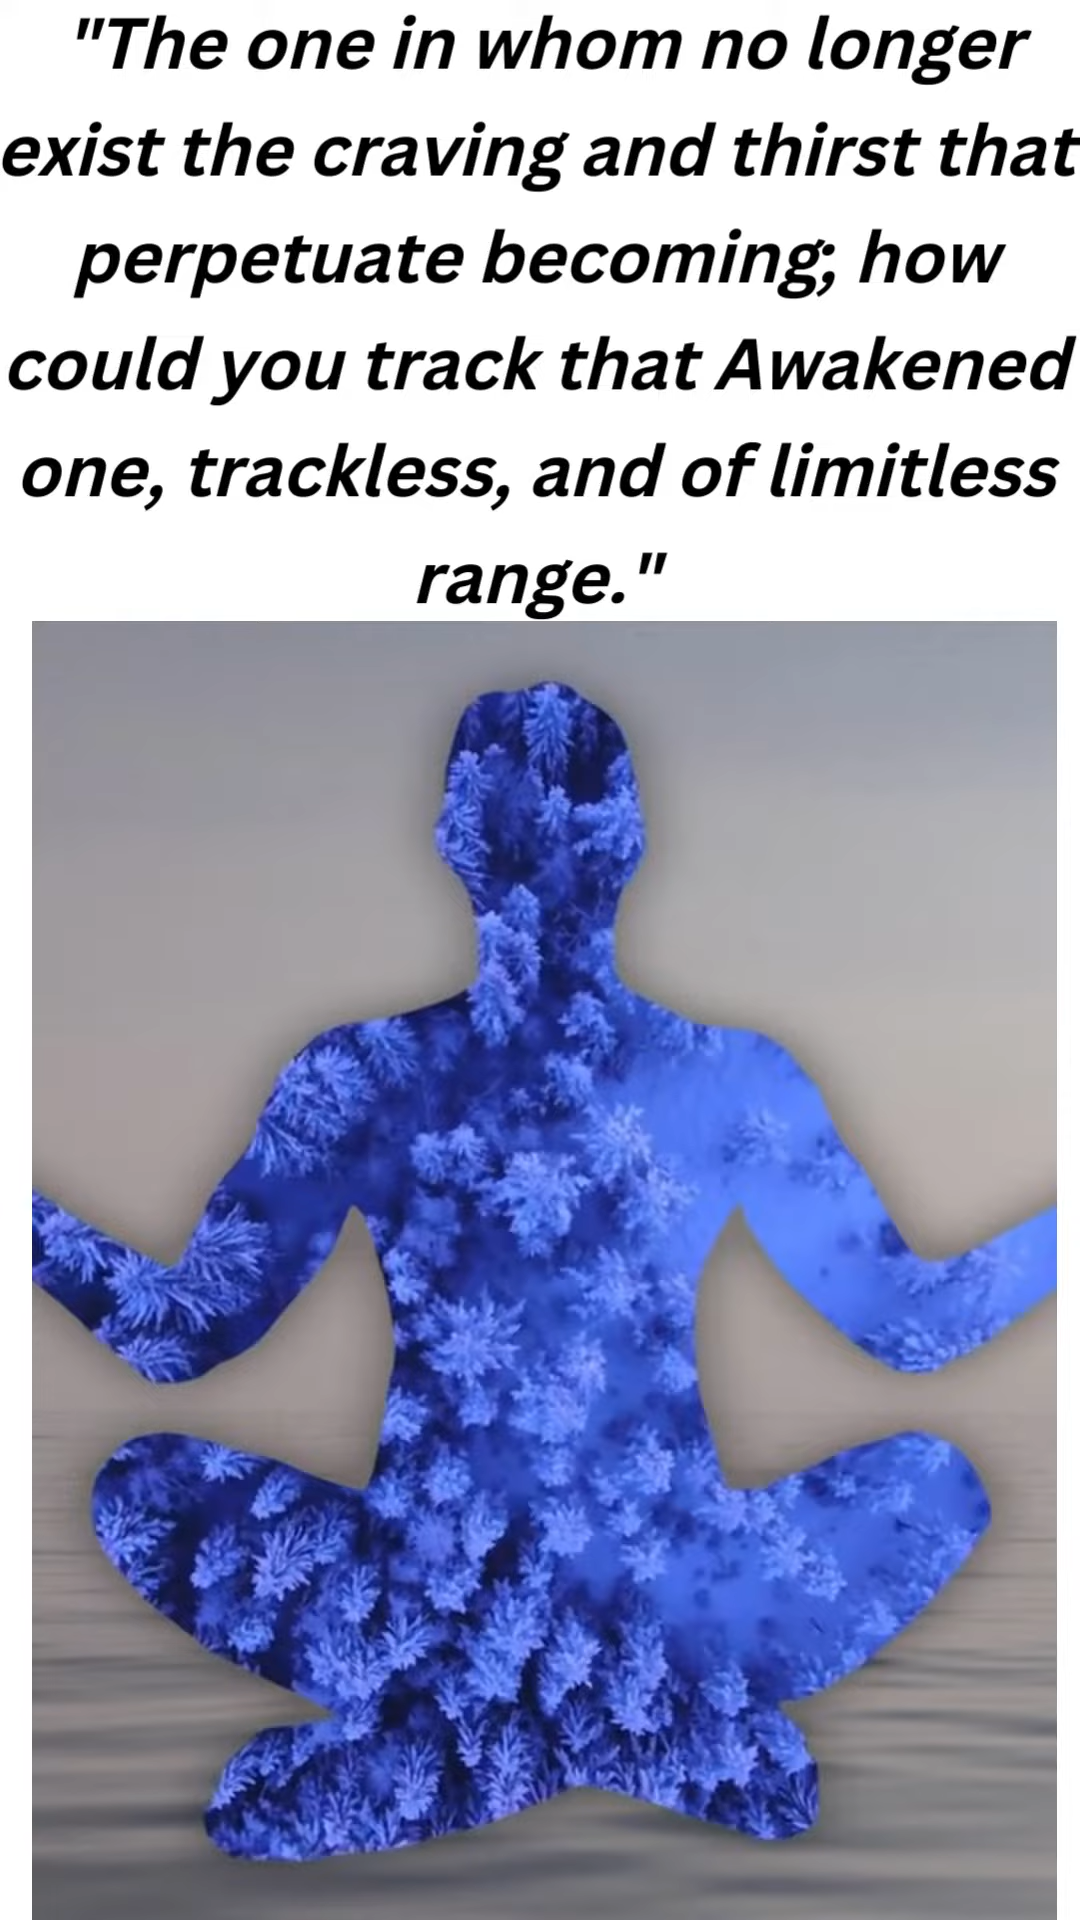 "The one in whom no longer
exist the craving and thirst that
perpetuate becoming; how
could you track that Awakened
one, trackless, and of limitless
range."